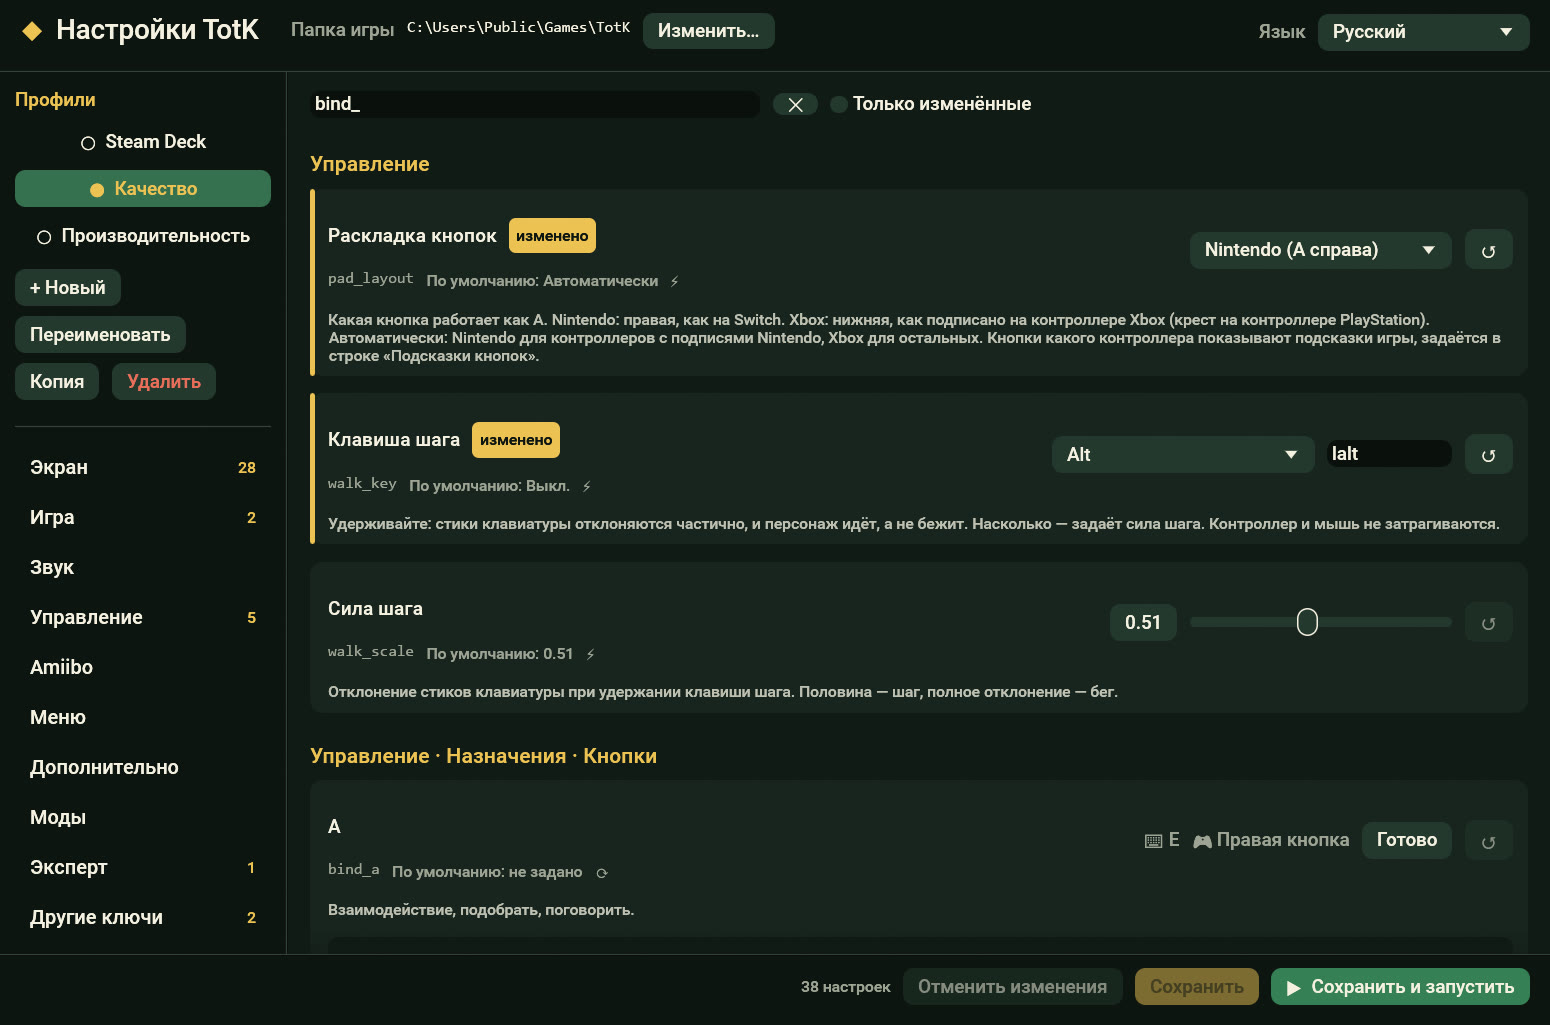 Настройки TotK
Папка игры C:\Users\Public\Games\TotK Изменить...
Язык Русский
Профили
Steam Deck
Качество
Производительность
+ Новый
Переименовать
Копия Удалить
Экран 28
Игра 2
Звук
Управление 5
Amiibo
Меню
Дополнительно
Моды
Эксперт 1
Другие ключи 2
bind_
Только изменённые
Управление
Раскладка кнопок изменено
Nintendo (A справа)
pad_layout По умолчанию: Автоматически
Какая кнопка работает как A. Nintendo: правая, как на Switch. Xbox: нижняя, как подписано на контроллере Xbox (крест на контроллере PlayStation).
Автоматически: Nintendo для контроллеров с подписями Nintendo, Xbox для остальных. Кнопки какого контроллера показывают подсказки игры, задаётся в
строке «Подсказки кнопок».
Клавиша шага изменено
Alt lalt
walk_key По умолчанию: Выкл.
Удерживайте: стики клавиатуры отклоняются частично, и персонаж идёт, а не бежит. Насколько — задаёт сила шага. Контроллер и мышь не затрагиваются.
Сила шага
0.51
walk_scale По умолчанию: 0.51
Отклонение стиков клавиатуры при удержании клавиши шага. Половина — шаг, полное отклонение — бег.
Управление · Назначения · Кнопки
A
E Правая кнопка Готово
bind_a По умолчанию: не задано
Взаимодействие, подобрать, поговорить.
38 настроек Отменить изменения Сохранить Сохранить и запустить